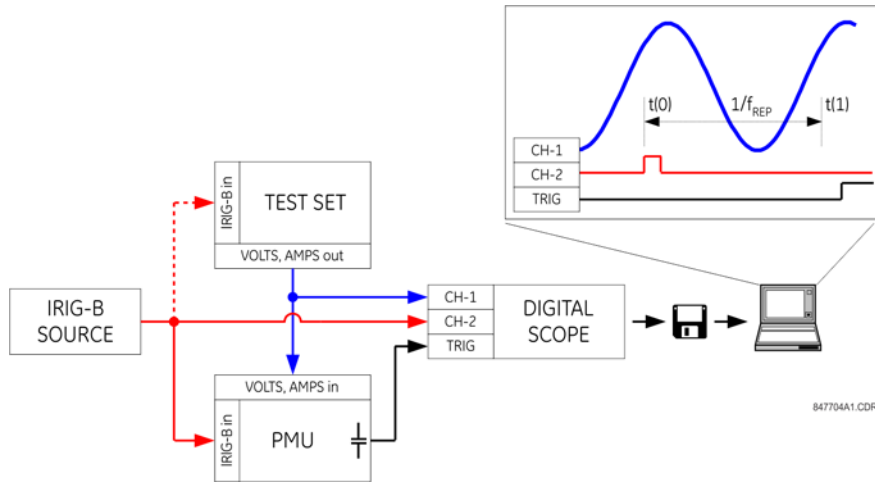 t(0)
1/fREP
t(1)
CH-1
CH-2
TRIG
IRIG-B in
TEST SET
VOLTS, AMPS out
IRIG-B
SOURCE
CH-1
CH-2
TRIG
DIGITAL
SCOPE
VOLTS, AMPS in
IRIG-B in
PMU
847704A1.CDR